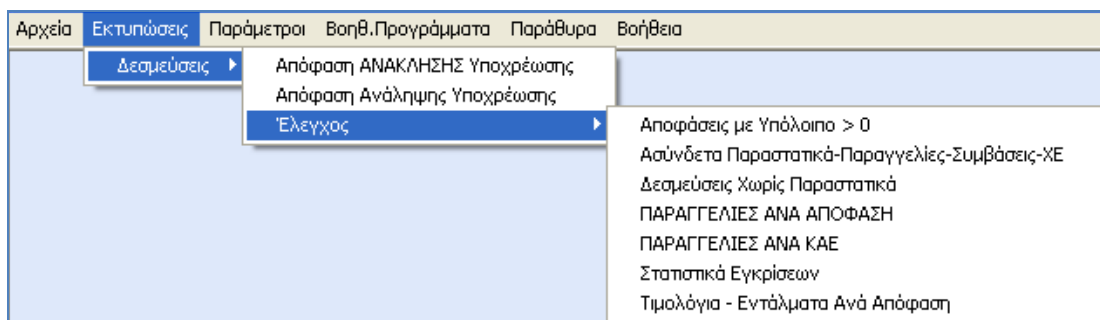 Αρχεία Εκτυπώσεις Παράμετροι Βοηθ.Προγράμματα Παράθυρα Βοήθεια
Δεσμεύσεις Απόφαση ΑΝΑΚΛΗΣΗΣ Υποχρέωσης
Απόφαση Ανάληψης Υποχρέωσης
Έλεγχος Αποφάσεις με Υπόλοιπο > 0
Ασύνδετα Παραστατικά-Παραγγελίες-Συμβάσεις-ΧΕ
Δεσμεύσεις Χωρίς Παραστατικά
ΠΑΡΑΓΓΕΛΙΕΣ ΑΝΑ ΑΠΟΦΑΣΗ
ΠΑΡΑΓΓΕΛΙΕΣ ΑΝΑ ΚΑΕ
Στατιστικά Εγκρίσεων
Τιμολόγια - Εντάλματα Ανά Απόφαση